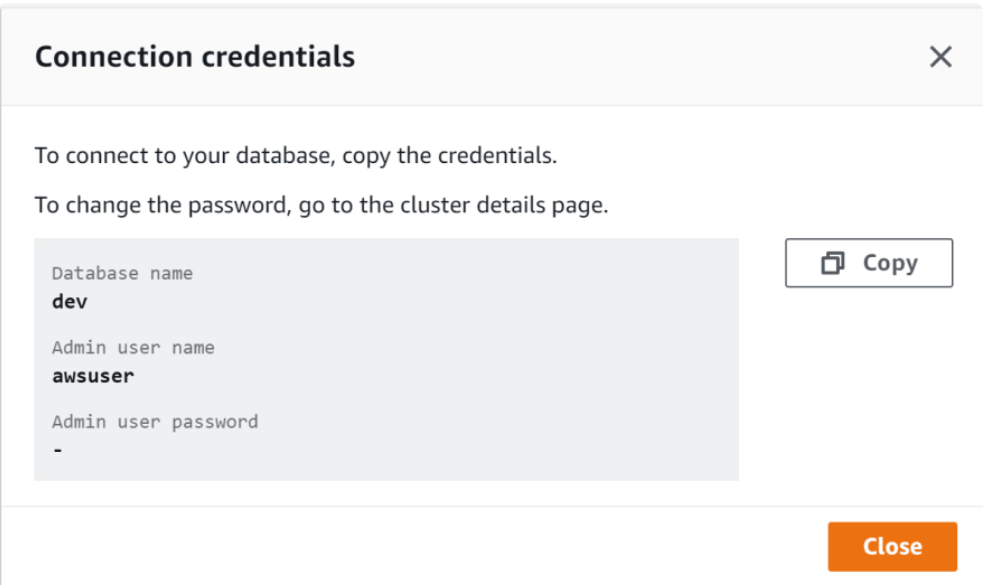 Connection credentials
To connect to your database, copy the credentials.
To change the password, go to the cluster details page.
Database name
dev
Copy
Admin user name
awsuser
Admin user password
-
Close